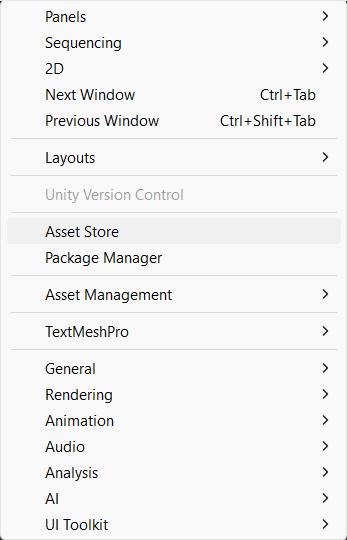 Panels
Sequencing
2D
Next Window Ctrl+Tab
Previous Window Ctrl+Shift+Tab
Layouts
Unity Version Control
Asset Store
Package Manager
Asset Management
TextMeshPro
General
Rendering
Animation
Audio
Analysis
AI
UI Toolkit